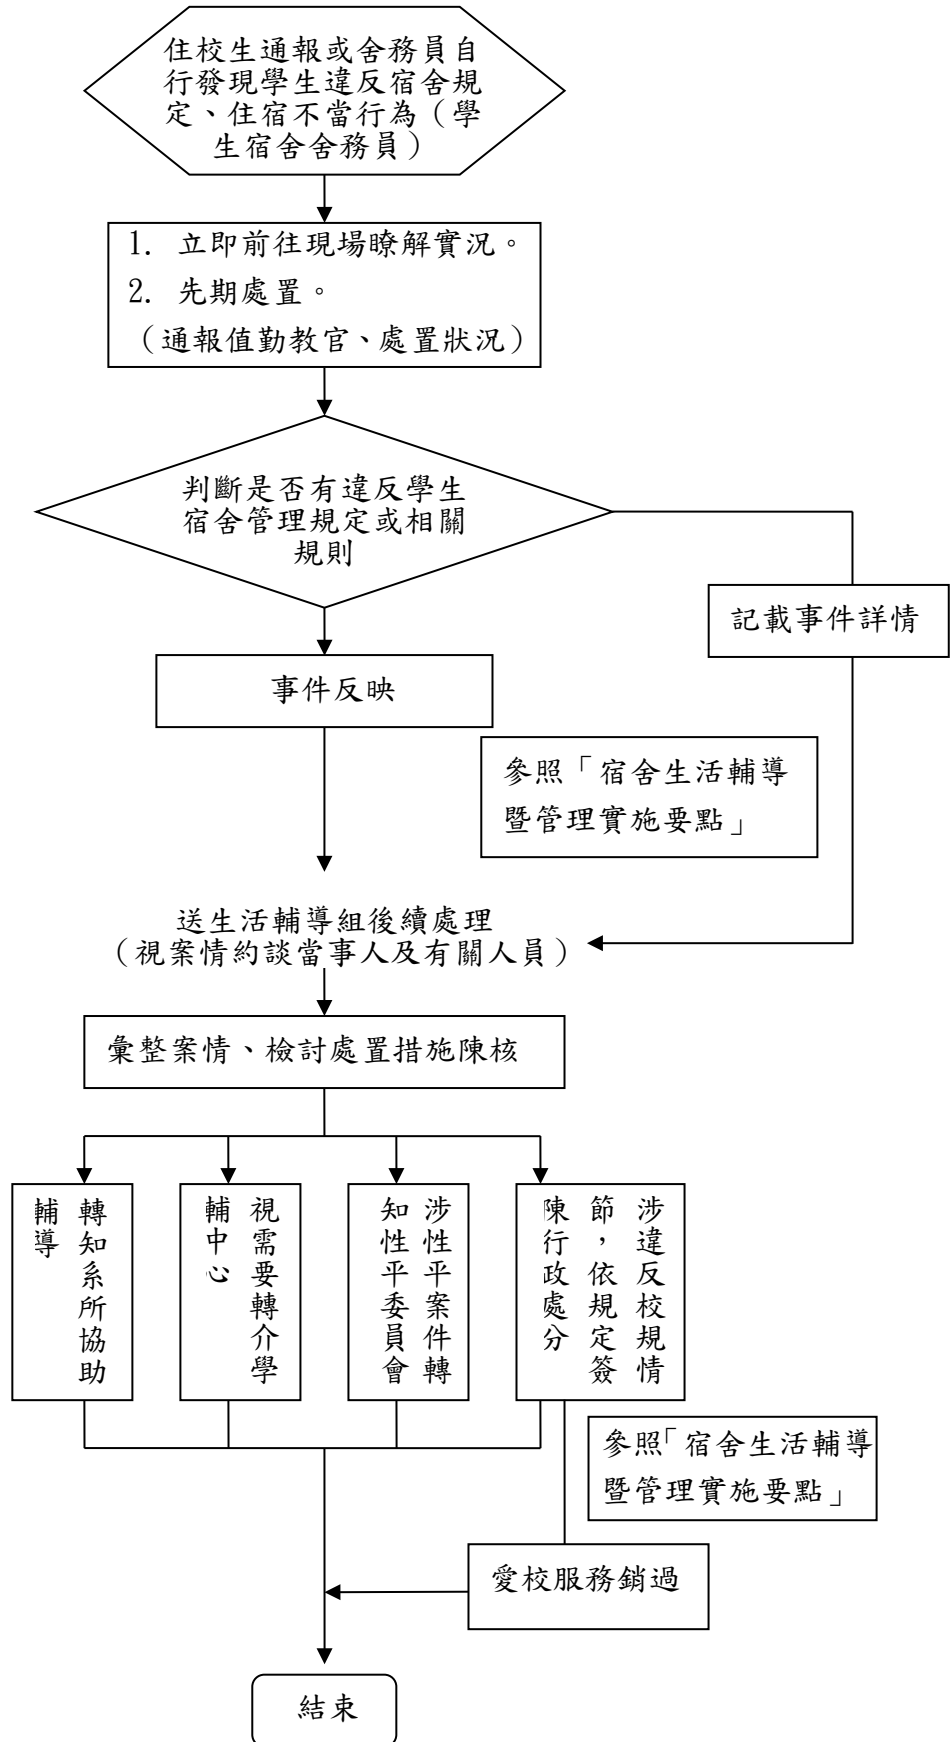 住校生通報或舍務員自
行發現學生違反宿舍規
定、住宿不當行為（學
生宿舍舍務員）
1. 立即前往現場瞭解實況。
2. 先期處置。
（通報值勤教官、處置狀況）
判斷是否有違反學生
宿舍管理規定或相關
規則
記載事件詳情
事件反映
參照「宿舍生活輔導
暨管理實施要點」
送生活輔導組後續處理
（視案情約談當事人及有關人員）
彙整案情、檢討處置措施陳核
轉知系所協助
輔導
視需要轉介學
輔中心
涉性平案件轉
知性平委員會
涉違反校規情
節，依規定簽
陳行政處分
參照「宿舍生活輔導
暨管理實施要點」
愛校服務銷過
結束